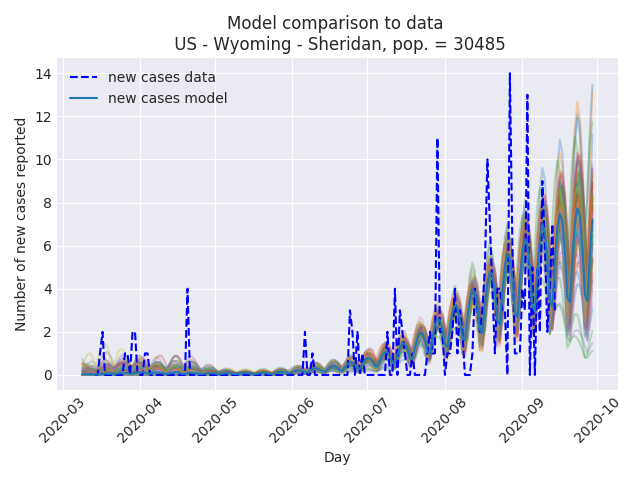 Model comparison to data
US - Wyoming - Sheridan, pop. = 30485
new cases data
new cases model
Number of new cases reported
14
12
10
8
6
4
2
0
2020-03
2020-04
2020-05
2020-06
2020-07
2020-08
2020-09
2020-10
Day